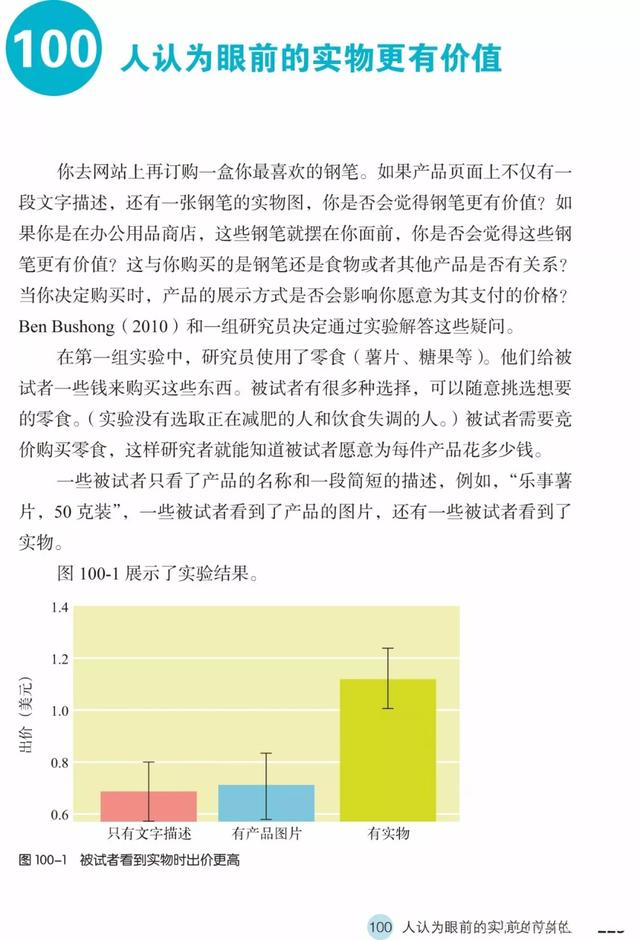 100 人认为眼前的实物更有价值
你去网站上再订购一盒你最喜欢的钢笔。如果产品页面上不仅有一
段文字描述，还有一张钢笔的实物图，你是否会觉得钢笔更有价值？如
果你是在办公用品商店，这些钢笔就摆在你面前，你是否会觉得这些钢
笔更有价值？这与你购买的是钢笔还是食物或者其他产品是否有关系？
当你决定购买时，产品的展示方式是否会影响你愿意为其支付的价格？
Ben Bushong（2010）和一组研究员决定通过实验解答这些疑问。
在第一组实验中，研究员使用了零食（薯片、糖果等）。他们给被
试者一些钱来购买这些东西。被试者有很多种选择，可以随意挑选想要
的零食。（实验没有选取正在减肥的人和饮食失调的人。）被试者需要竞
价购买零食，这样研究者就能知道被试者愿意为每件产品花多少钱。
一些被试者只看了产品的名称和一段简短的描述，例如，“乐事薯
片，50 克装”，一些被试者看到了产品的图片，还有一些被试者看到了
实物。
图 100-1 展示了实验结果。
1.4
1.2
1.0
0.8
0.6
出价（美元）
只有文字描述 有产品图片 有实物
图 100-1 被试者看到实物时出价更高
100 人认为眼前的实